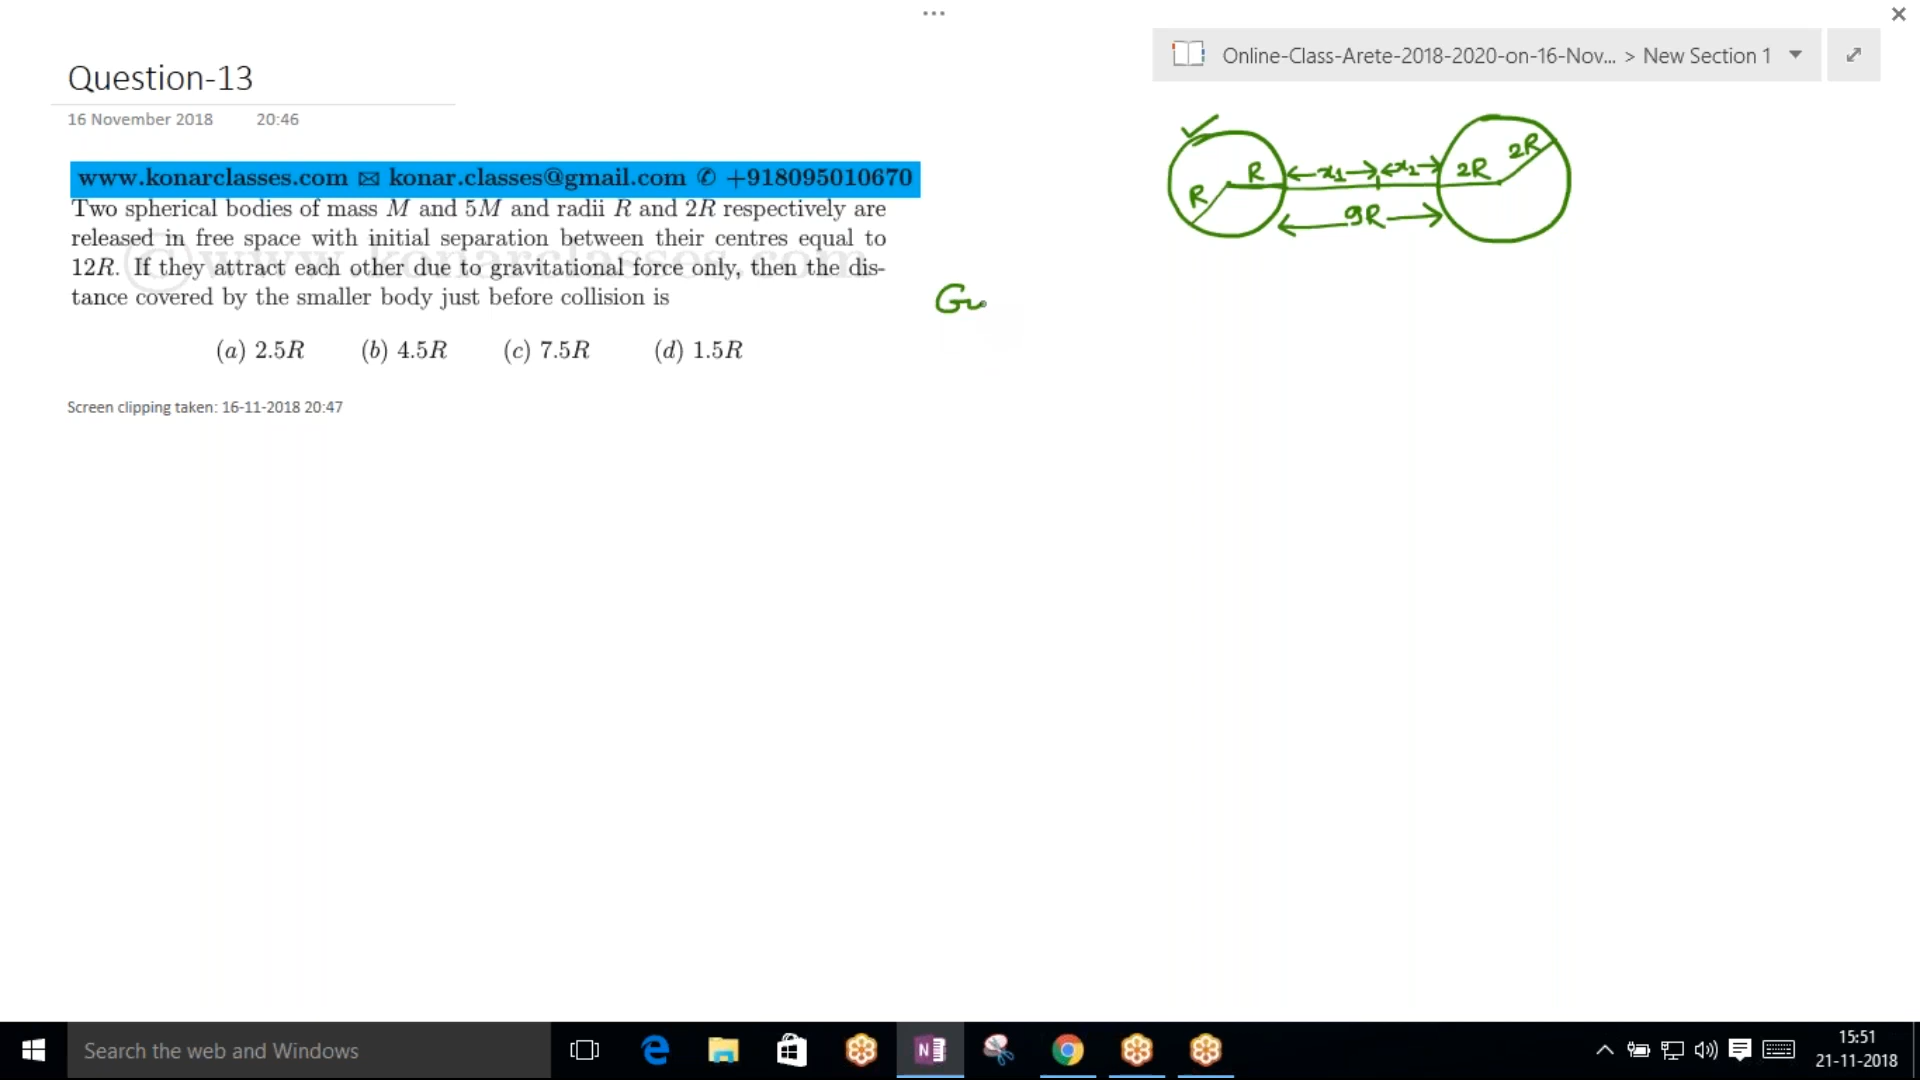 Online-Class-Arete-2018-2020-on-16-Nov... > New Section 1
Question-13
16 November 2018 20:46
www.konarclasses.com ✉ konar.classes@gmail.com ✆ +918095010670
Two spherical bodies of mass M and 5M and radii R and 2R respectively are
released in free space with initial separation between their centres equal to
12R. If they attract each other due to gravitational force only, then the dis-
tance covered by the smaller body just before collision is
(a) 2.5R (b) 4.5R (c) 7.5R (d) 1.5R
Screen clipping taken: 16-11-2018 20:47
R R x₁ x₂ 2R 2R
9R
©www.konarclasses.com
Search the web and Windows
15:51
21-11-2018